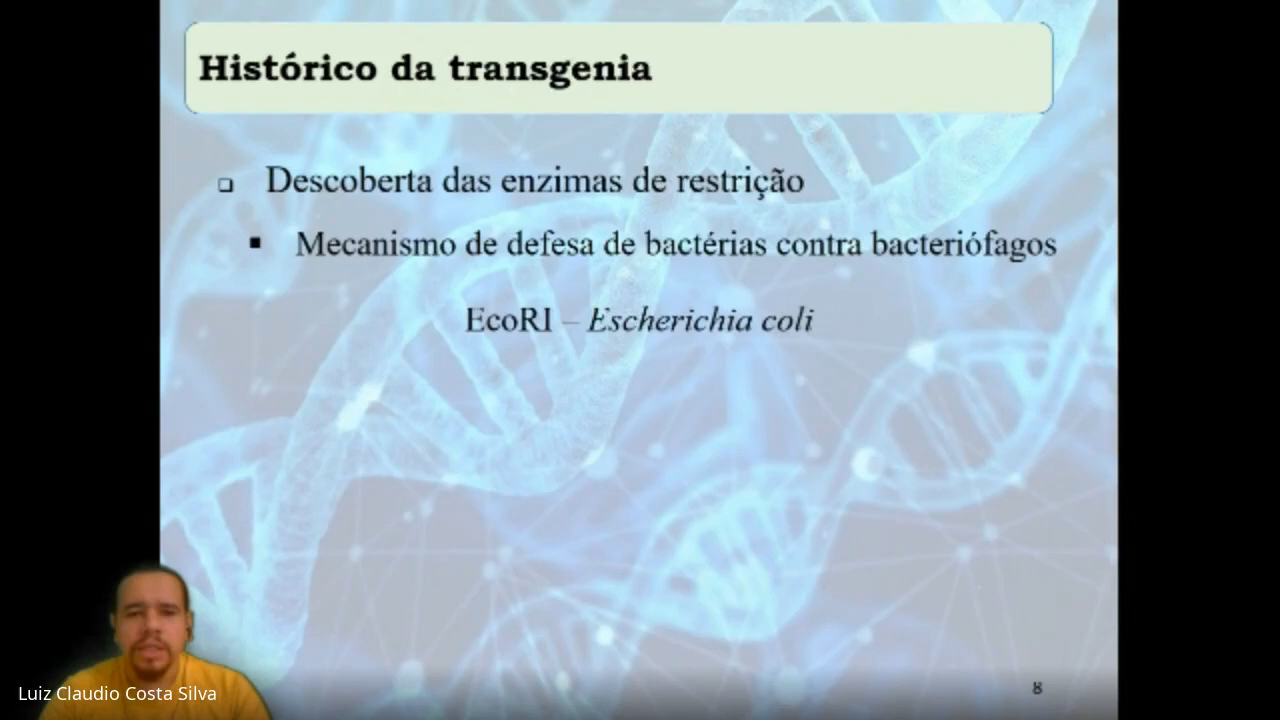 Histórico da transgenia
Descoberta das enzimas de restrição
Mecanismo de defesa de bactérias contra bacteriófagos
EcoRI – Escherichia coli
Luiz Claudio Costa Silva
8